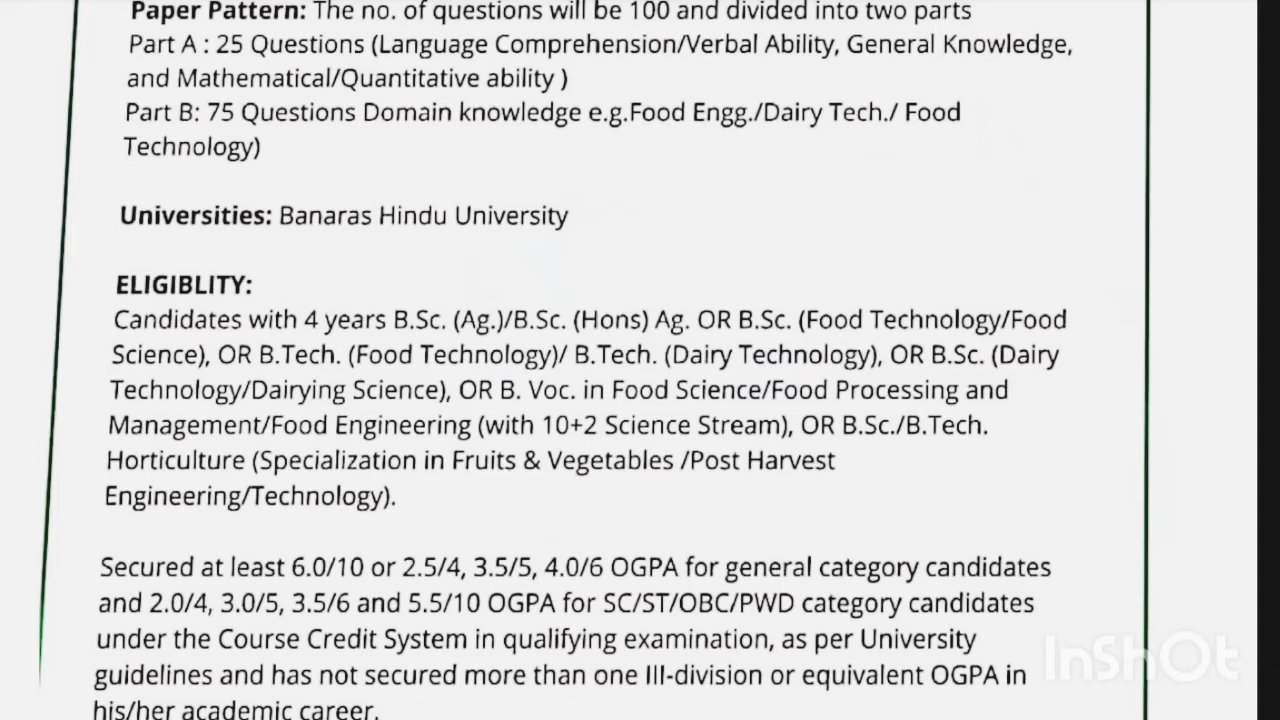 Paper Pattern: The no. of questions will be 100 and divided into two parts
Part A : 25 Questions (Language Comprehension/Verbal Ability, General Knowledge,
and Mathematical/Quantitative ability )
Part B: 75 Questions Domain knowledge e.g.Food Engg./Dairy Tech./ Food
Technology)
Universities: Banaras Hindu University
ELIGIBLITY:
Candidates with 4 years B.Sc. (Ag.)/B.Sc. (Hons) Ag. OR B.Sc. (Food Technology/Food
Science), OR B.Tech. (Food Technology)/ B.Tech. (Dairy Technology), OR B.Sc. (Dairy
Technology/Dairying Science), OR B. Voc. in Food Science/Food Processing and
Management/Food Engineering (with 10+2 Science Stream), OR B.Sc./B.Tech.
Horticulture (Specialization in Fruits & Vegetables /Post Harvest
Engineering/Technology).
Secured at least 6.0/10 or 2.5/4, 3.5/5, 4.0/6 OGPA for general category candidates
and 2.0/4, 3.0/5, 3.5/6 and 5.5/10 OGPA for SC/ST/OBC/PWD category candidates
under the Course Credit System in qualifying examination, as per University
guidelines and has not secured more than one III-division or equivalent OGPA in
his/her academic career.
InShOt